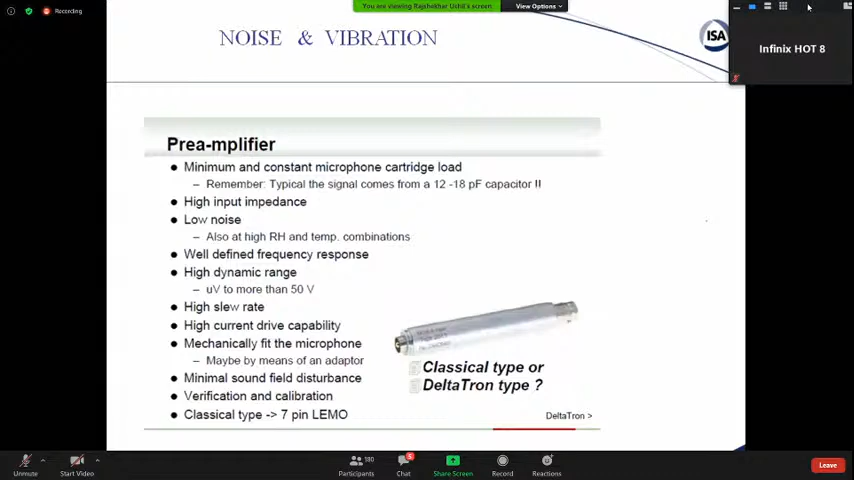 Recording
You are viewing Rajshekhar Ushil's screen
View Options
NOISE & VIBRATION
ISA
Infinix HOT 8
Prea-mplifier
● Minimum and constant microphone cartridge load
– Remember: Typical the signal comes from a 12 -18 pF capacitor !!
● High input impedance
● Low noise
– Also at high RH and temp. combinations
● Well defined frequency response
● High dynamic range
– uV to more than 50 V
● High slew rate
● High current drive capability
● Mechanically fit the microphone
– Maybe by means of an adaptor
● Minimal sound field disturbance
● Verification and calibration
● Classical type -> 7 pin LEMO
Classical type or
DeltaTron type ?
DeltaTron >
180
Unmute
Start Video
Participants
Chat
Share Screen
Record
Reactions
Leave